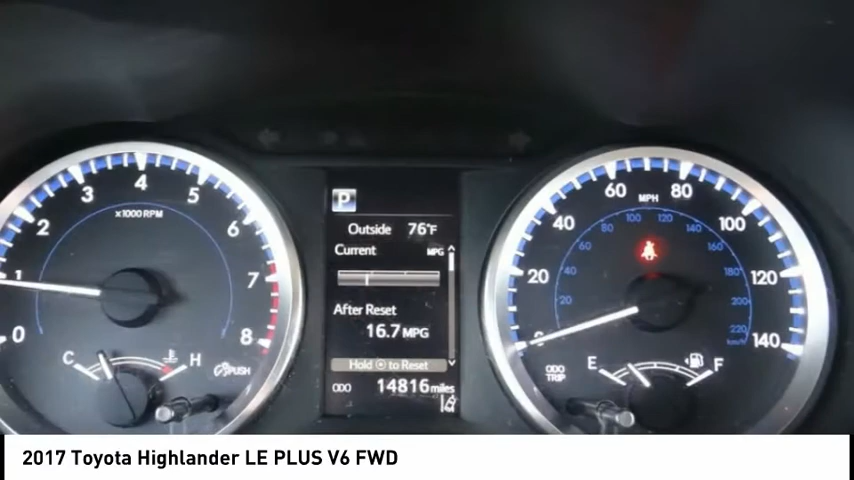 0 1 2 3 4 5 6 7 8
x1000 RPM
C H
PUSH
P
Outside 76°F
Current MPG
After Reset
16.7 MPG
Hold to Reset
ODO 14816 miles
0 20 40 60 80 100 120 140
MPH
20 40 60 80 100 120 140 160 180 200 220
km/h
ODO
TRIP
E F
2017 Toyota Highlander LE PLUS V6 FWD